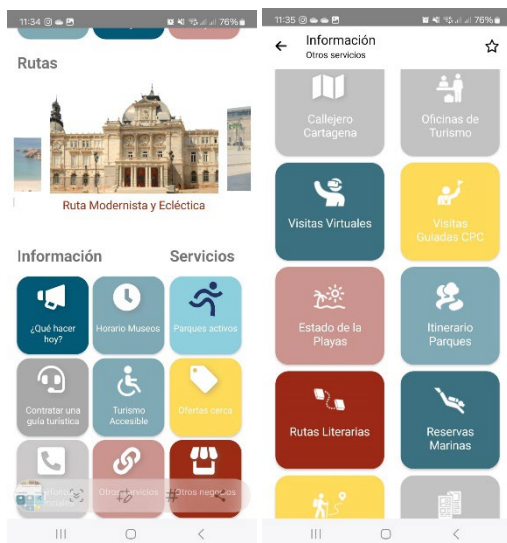 11:34
76%
Rutas
Ruta Modernista y Ecléctica
Información
Servicios
¿Qué hacer
hoy?
Horario Museos
Parques activos
Contratar una
guía turística
Turismo
Accesible
Ofertas cerca
Otros servicios
Otros negocios
11:35
76%
Información
Otros servicios
Callejero
Cartagena
Oficinas de
Turismo
Visitas Virtuales
Visitas
Guiadas CPC
Estado de la
Playas
Itinerario
Parques
Rutas Literarias
Reservas
Marinas